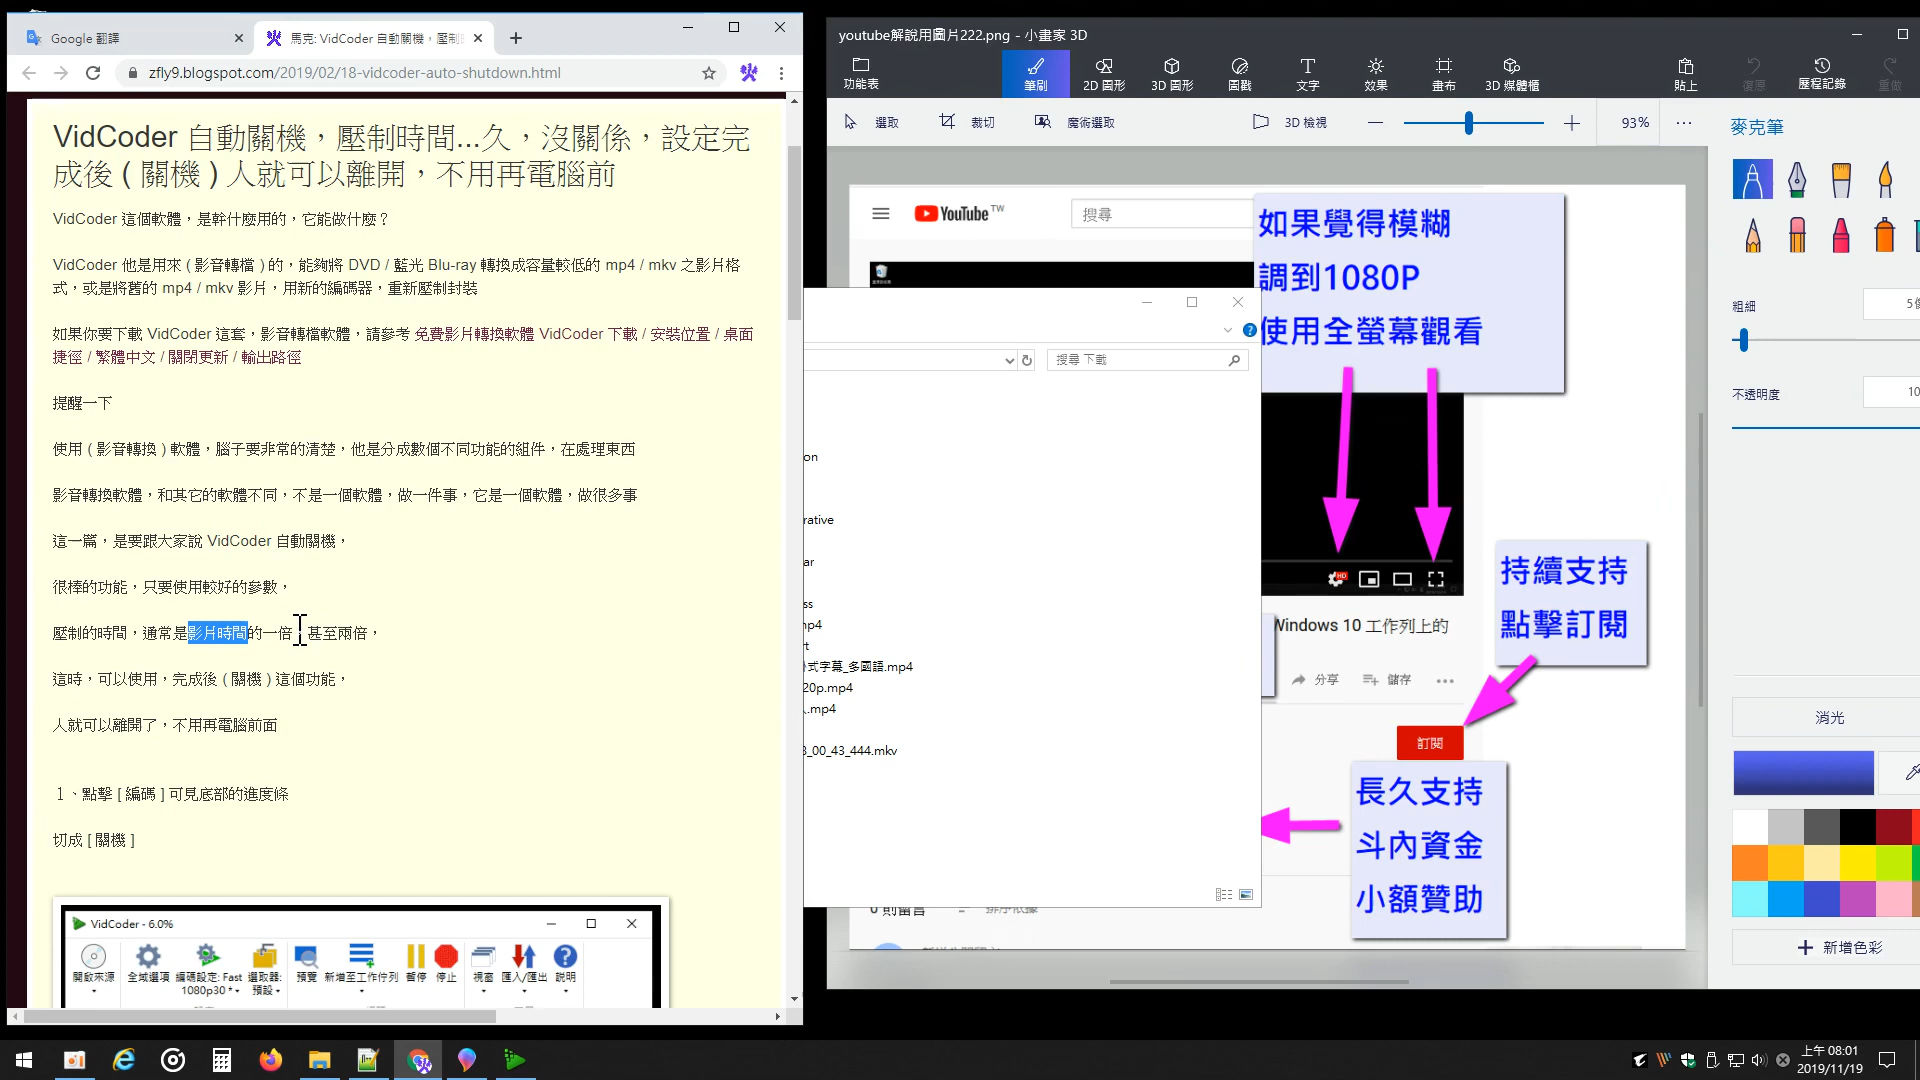 Google 翻譯
馬克: VidCoder 自動關機，壓制
zfly9.blogspot.com/2019/02/18-vidcoder-auto-shutdown.html
VidCoder 自動關機，壓制時間...久，沒關係，設定完
成後 ( 關機 ) 人就可以離開，不用再電腦前
VidCoder 這個軟體，是幹什麼用的，它能做什麼？
VidCoder 他是用來 ( 影音轉檔 ) 的，能夠將 DVD / 藍光 Blu-ray 轉換成容量較低的 mp4 / mkv 之影片格
式，或是將舊的 mp4 / mkv 影片，用新的編碼器，重新壓制封裝
如果你要下載 VidCoder 這套，影音轉檔軟體，請參考 免費影片轉換軟體 VidCoder 下載 / 安裝位置 / 桌面
捷徑 / 繁體中文 / 關閉更新 / 輸出路徑
提醒一下
使用 ( 影音轉換 ) 軟體，腦子要非常的清楚，他是分成數個不同功能的組件，在處理東西
影音轉換軟體，和其它的軟體不同，不是一個軟體，做一件事，它是一個軟體，做很多事
這一篇，是要跟大家說 VidCoder 自動關機，
很棒的功能，只要使用較好的參數，
壓制的時間，通常是影片時間的一倍，甚至兩倍，
這時，可以使用，完成後 ( 關機 ) 這個功能，
人就可以離開了，不用再電腦前面
1、點擊 [ 編碼 ] 可見底部的進度條
切成 [ 關機 ]
VidCoder - 6.0%
開啟來源
全域選項
編碼設定: Fast
1080p30 *
選取器:
預設
預覽
新增至工作佇列
暫停
停止
視窗
匯入/匯出
說明
youtube解說用圖片222.png - 小畫家 3D
功能表
筆刷
2D 圖形
3D 圖形
圖戳
文字
效果
畫布
3D 媒體櫃
貼上
復原
歷程記錄
重做
選取
裁切
魔術選取
3D 檢視
93%
麥克筆
粗細
5
不透明度
10
消光
新增色彩
YouTube TW
搜尋
如果覺得模糊
調到1080P
使用全螢幕觀看
搜尋 下載
on
rative
ar
ss
p4
t
式字幕_多國語.mp4
20p.mp4
.mp4
3_00_43_444.mkv
HD
Windows 10 工作列上的
分享
儲存
持續支持
點擊訂閱
訂閱
長久支持
斗內資金
小額贊助
0 則留言
排序依據
上午 08:01
2019/11/19